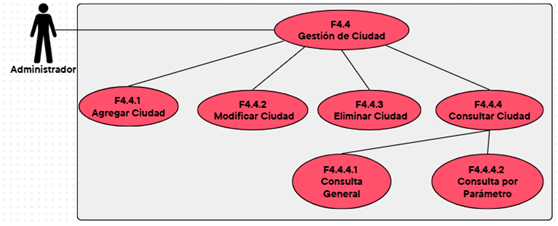 F4.4
Gestión de Ciudad
Administrador
F4.4.1
Agregar Ciudad
F4.4.2
Modificar Ciudad
F4.4.3
Eliminar Ciudad
F4.4.4
Consultar Ciudad
F4.4.4.1
Consulta
General
F4.4.4.2
Consulta por
Parámetro